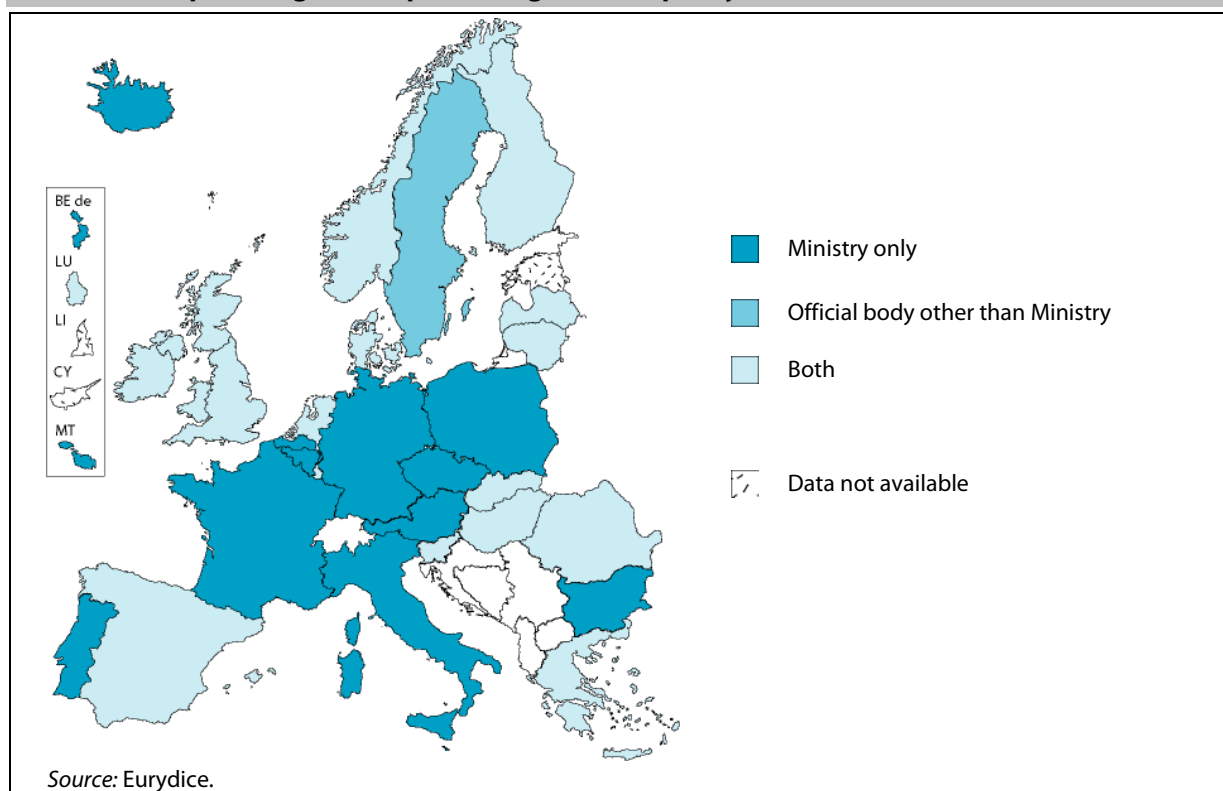 BE de
LU
LI
CY
MT
Ministry only
Official body other than Ministry
Both
Data not available
Source: Eurydice.